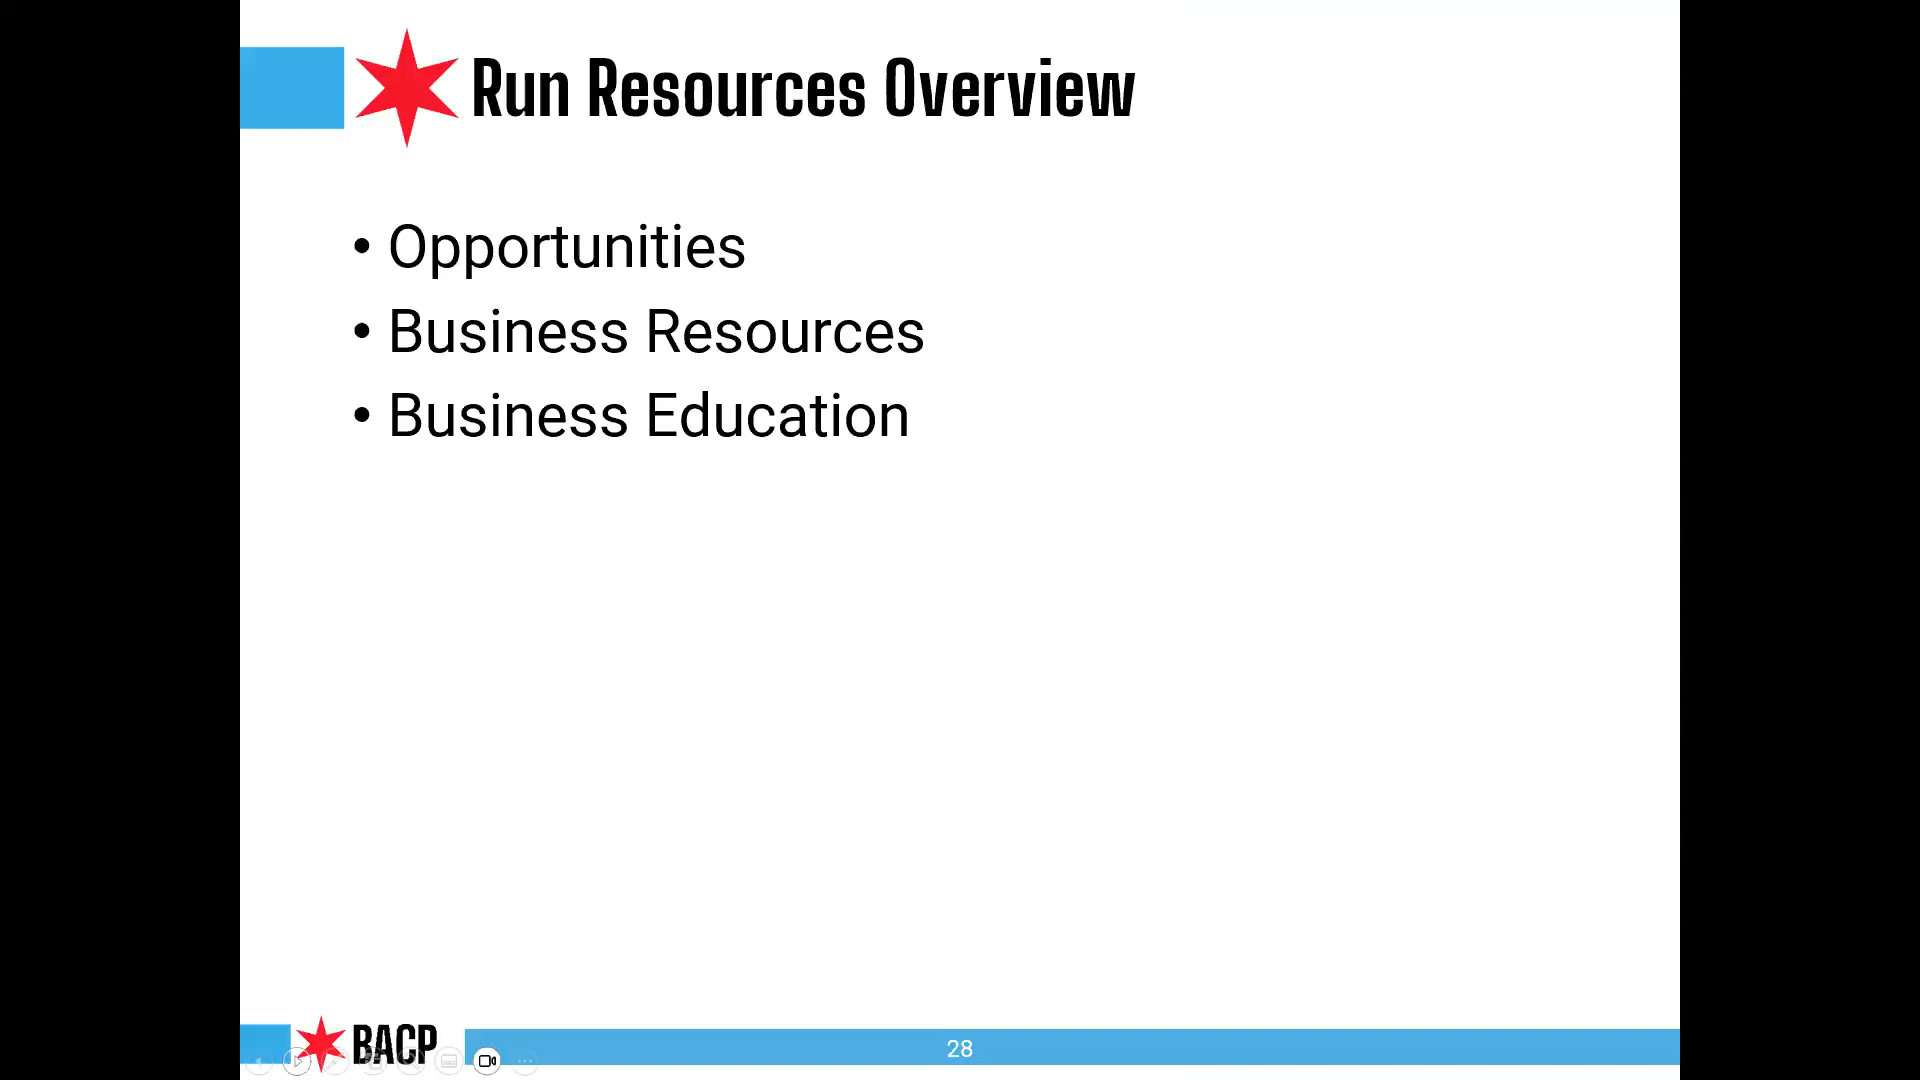 Run Resources Overview
• Opportunities
• Business Resources
• Business Education
BACP
28